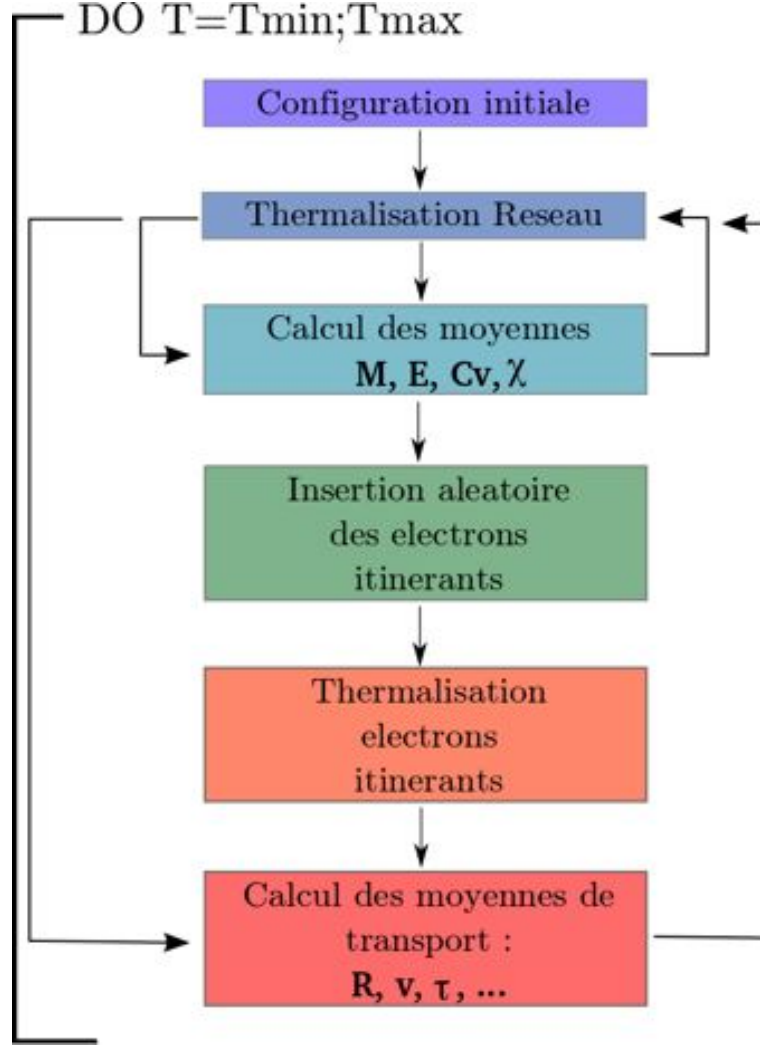 DO T=Tmin;Tmax
Configuration initiale
Thermalisation Reseau
Calcul des moyennes
M, E, Cv, χ
Insertion aleatoire
des electrons
itinerants
Thermalisation
electrons
itinerants
Calcul des moyennes de
transport :
R, v, τ, ...